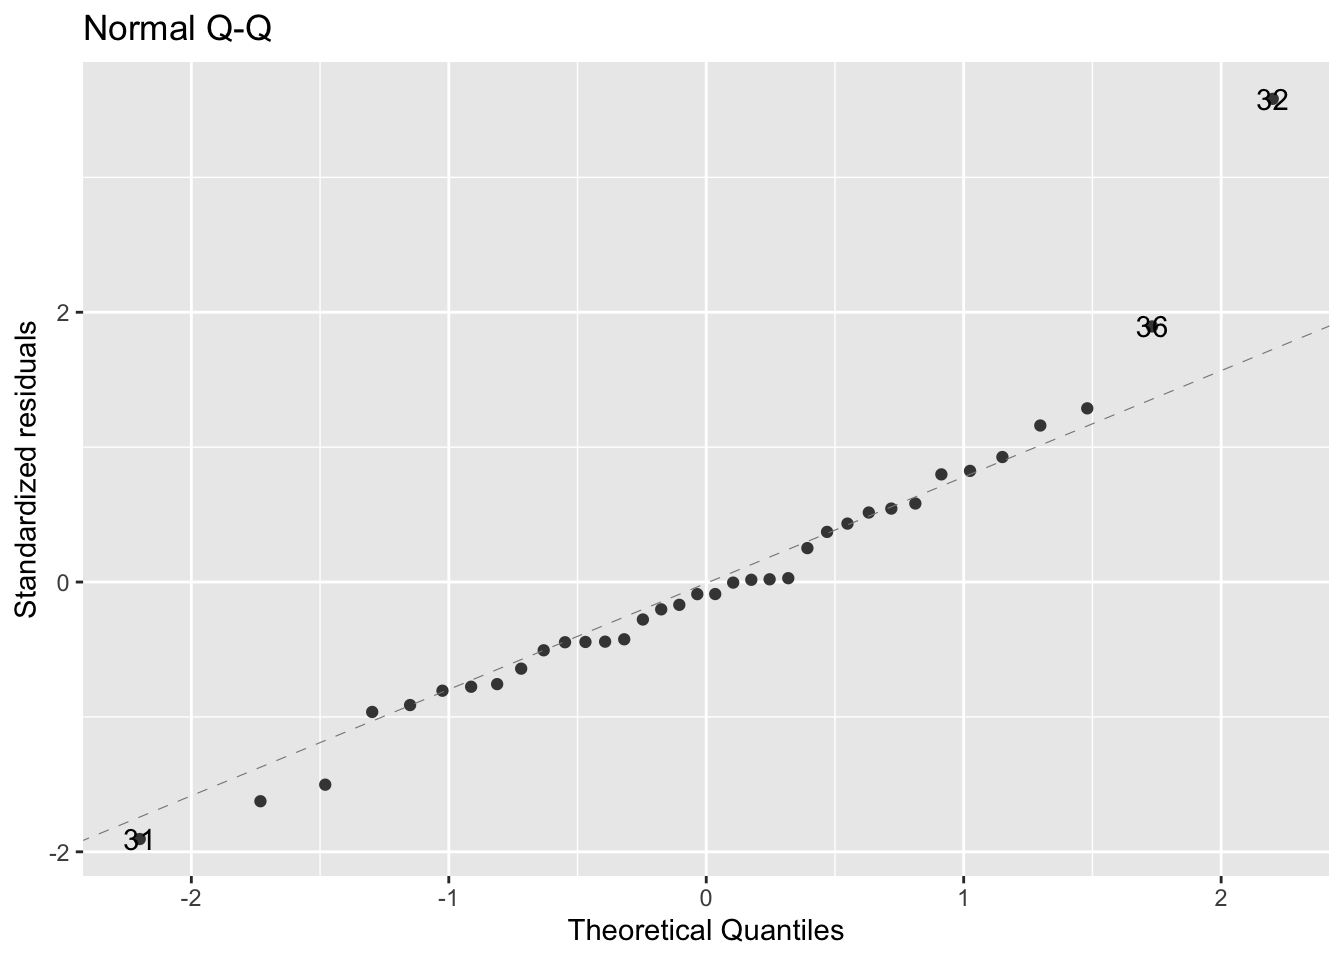 Normal Q-Q
32
2
36
Standardized residuals
0
31
-2
-2 -1 0 1 2
Theoretical Quantiles